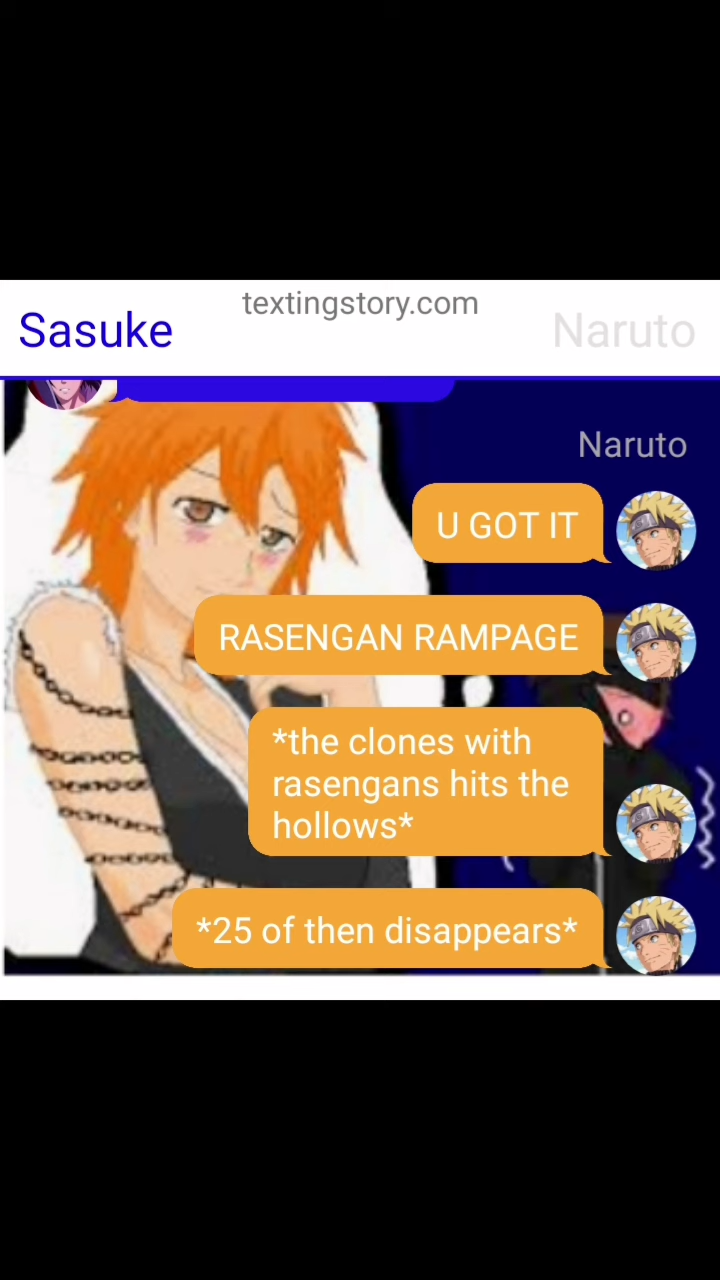 textingstory.com
Sasuke
Naruto
Naruto
U GOT IT
RASENGAN RAMPAGE
*the clones with
rasengans hits the
hollows*
*25 of then disappears*